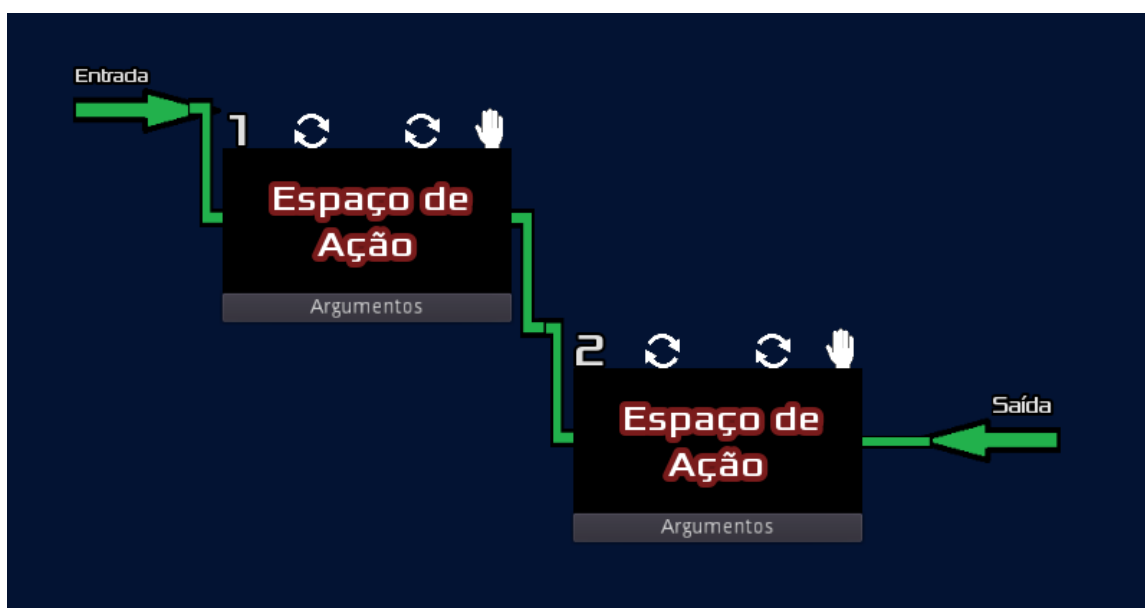 Entrada
1
Espaço de
Ação
Argumentos
2
Espaço de
Ação
Argumentos
Saída